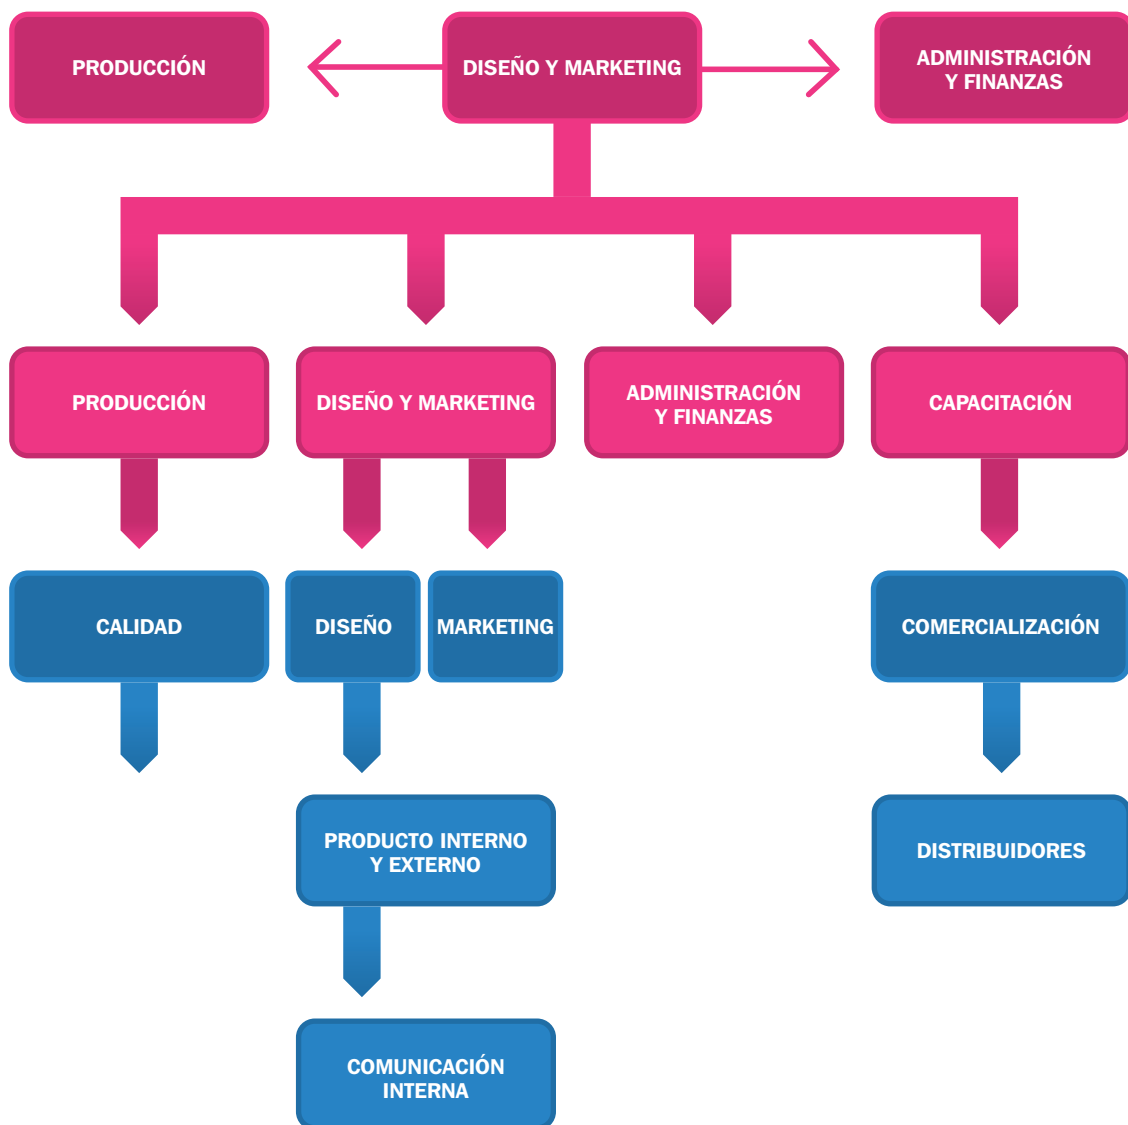 PRODUCCIÓN
DISEÑO Y MARKETING
ADMINISTRACIÓN
Y FINANZAS
PRODUCCIÓN
DISEÑO Y MARKETING
ADMINISTRACIÓN
Y FINANZAS
CAPACITACIÓN
CALIDAD
DISEÑO
MARKETING
COMERCIALIZACIÓN
PRODUCTO INTERNO
Y EXTERNO
DISTRIBUIDORES
COMUNICACIÓN
INTERNA